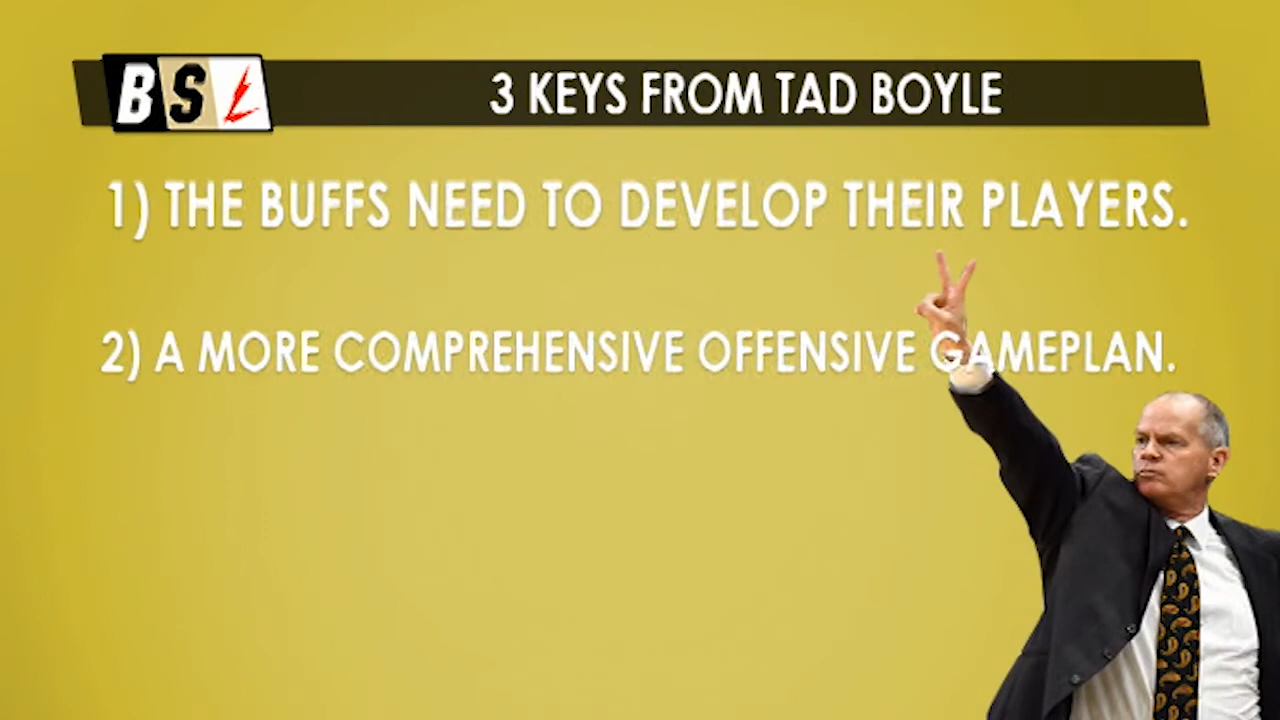 BSL
3 KEYS FROM TAD BOYLE
1) THE BUFFS NEED TO DEVELOP THEIR PLAYERS.
2) A MORE COMPREHENSIVE OFFENSIVE GAMEPLAN.